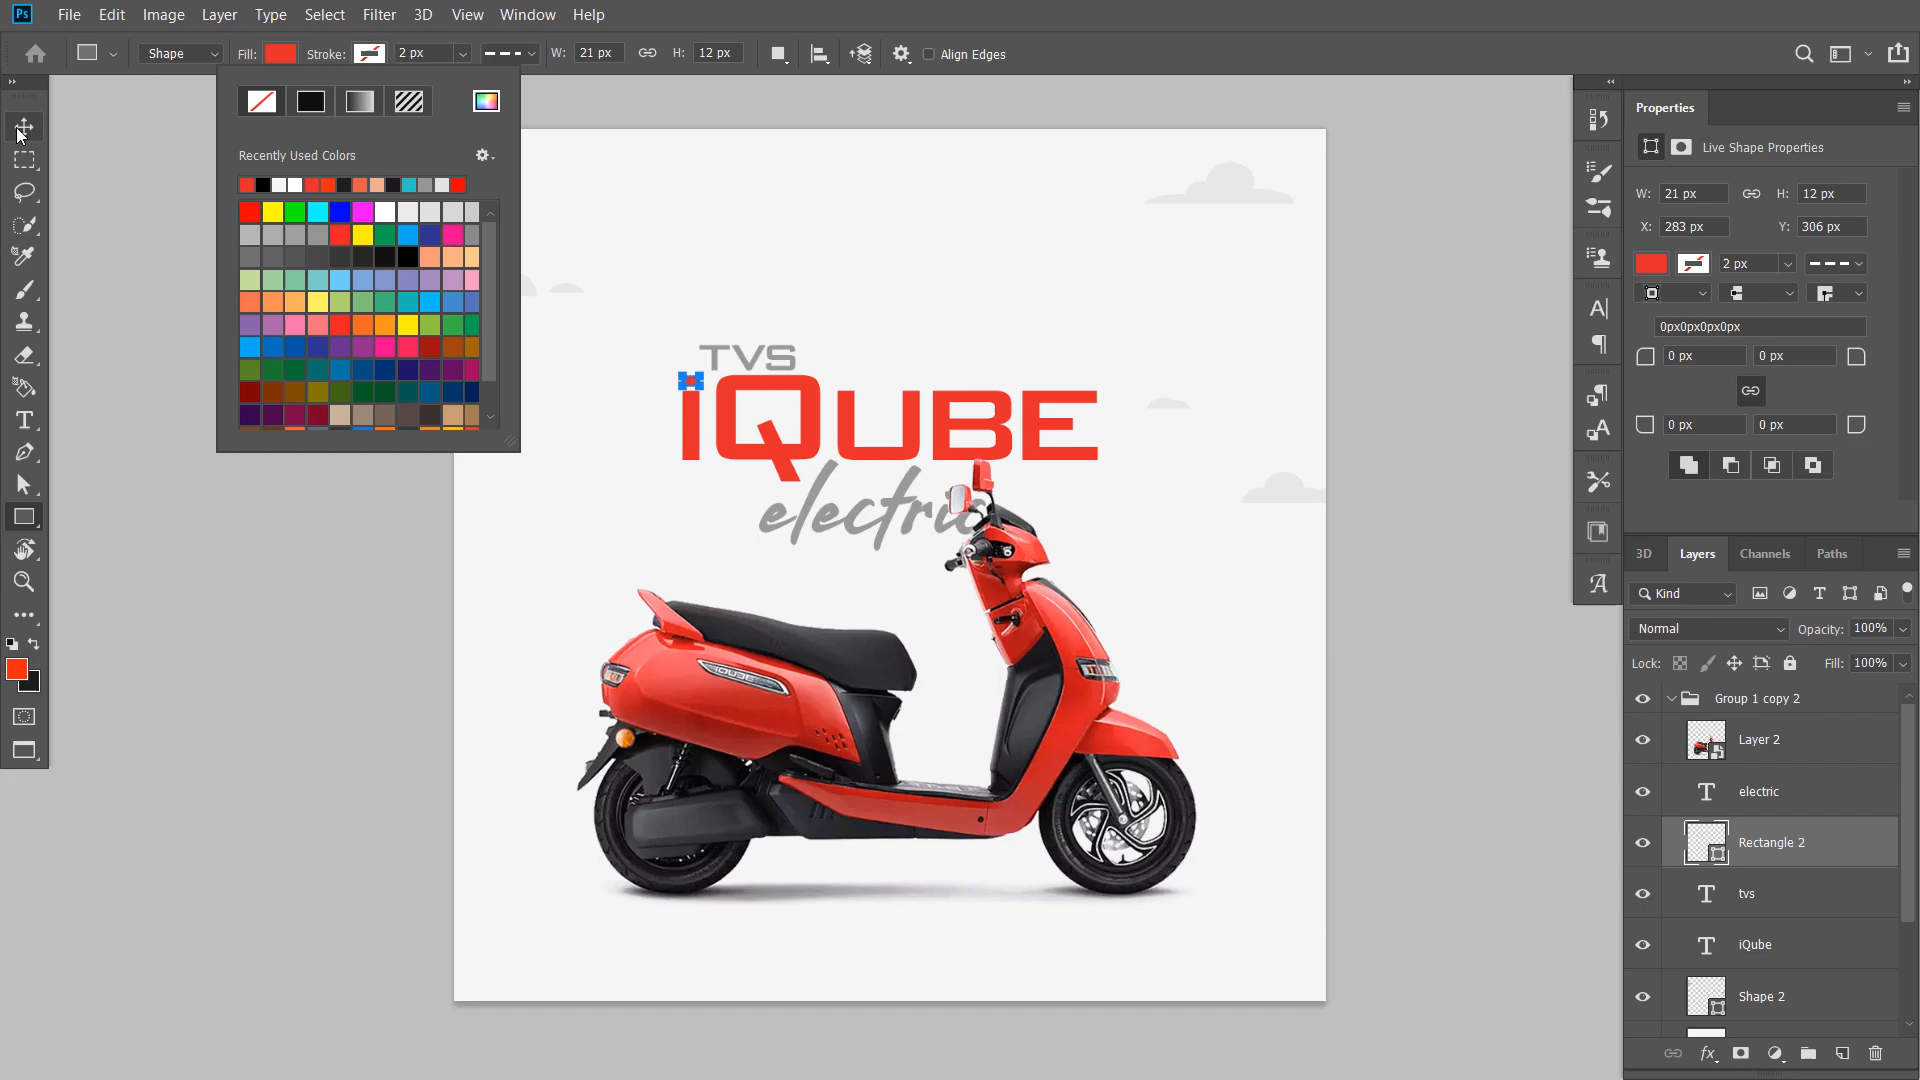 Ps File Edit Image Layer Type Select Filter 3D View Window Help
Shape Fill: Stroke: 2 px W: 21 px H: 12 px Align Edges
Recently Used Colors
TVS
iQUBE
electric
iQUBE
Properties
Live Shape Properties
W: 21 px H: 12 px
X: 283 px Y: 306 px
2 px
0px0px0px0px
0 px 0 px
0 px 0 px
3D Layers Channels Paths
Kind
Normal Opacity: 100%
Lock: Fill: 100%
Group 1 copy 2
Layer 2
electric
Rectangle 2
tvs
iQube
Shape 2
fx